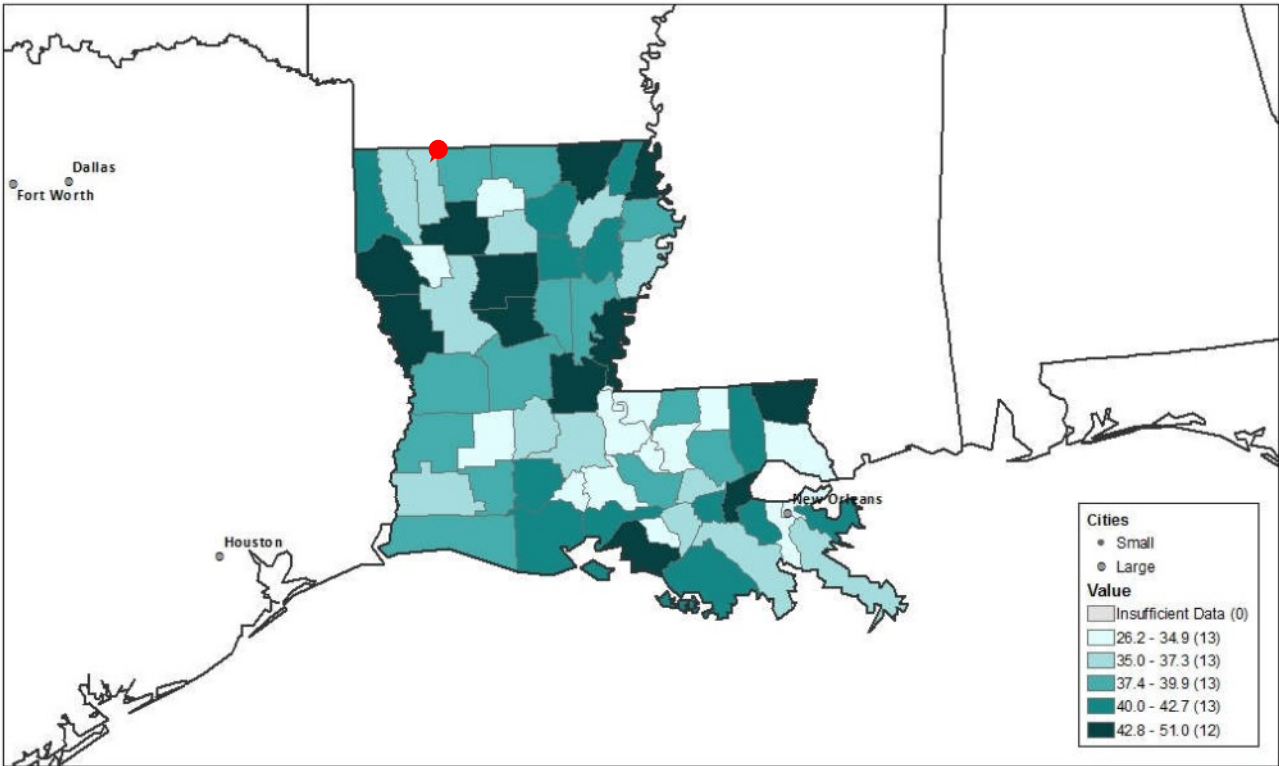 Dallas
Fort Worth
New Orleans
Houston
Cities
Small
Large
Value
Insufficient Data (0)
26.2 - 34.9 (13)
35.0 - 37.3 (13)
37.4 - 39.9 (13)
40.0 - 42.7 (13)
42.8 - 51.0 (12)